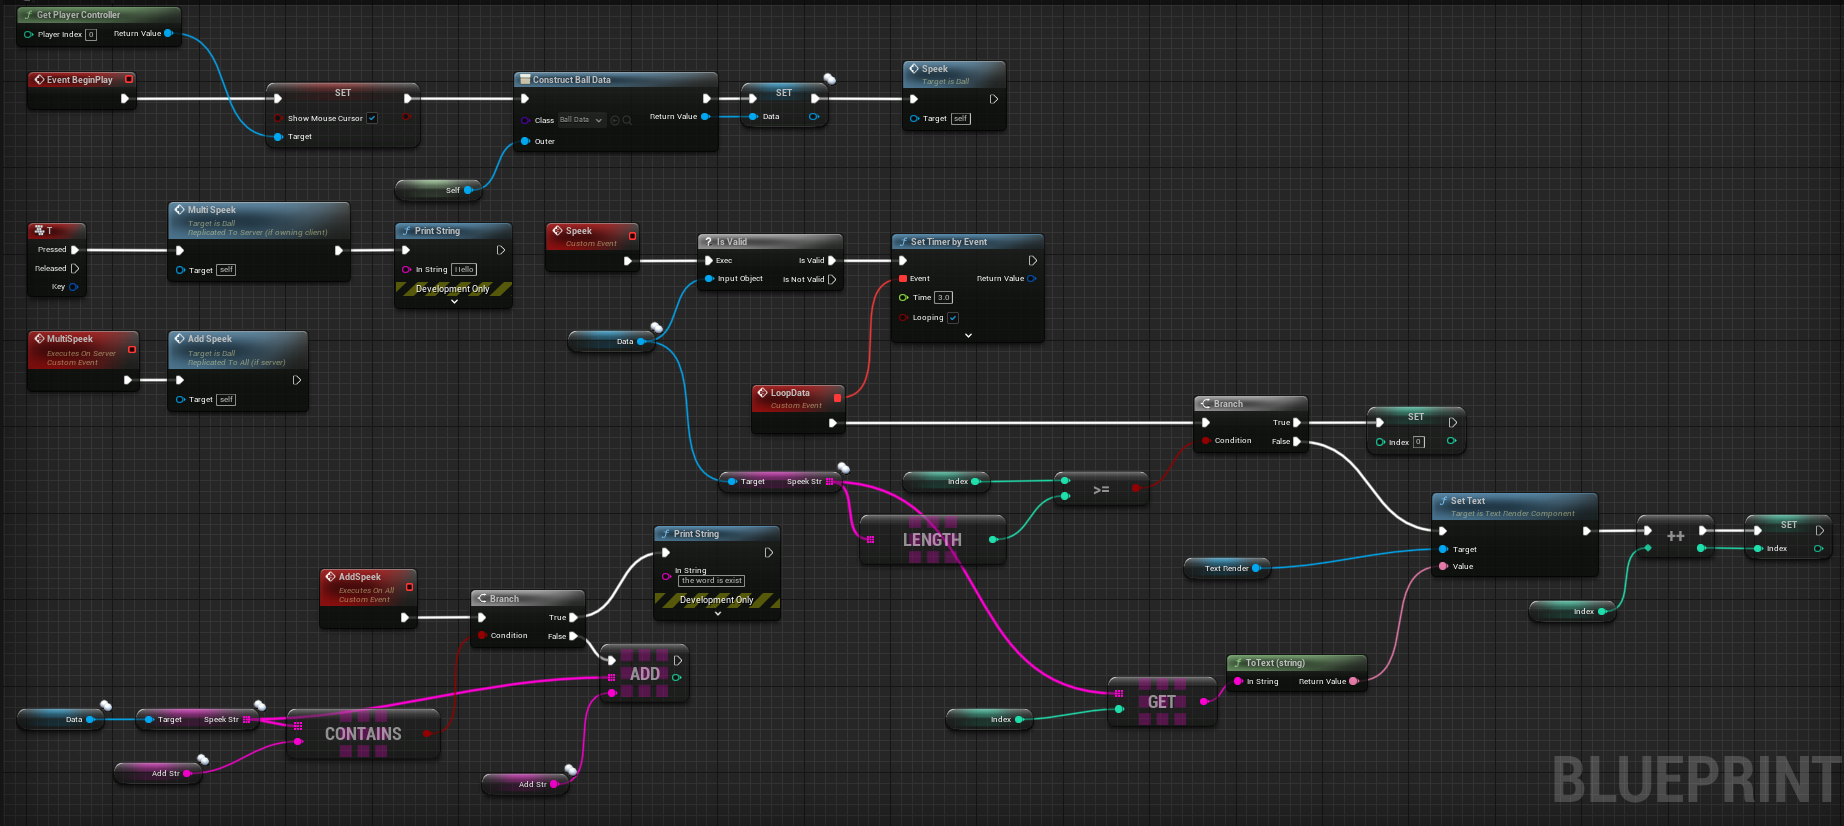 Get Player Controller
Player Index 0 Return Value
Event BeginPlay
SET
Show Mouse Cursor
Target
Construct Ball Data
Class Ball Data Return Value
Outer
Self
SET
Data
Speek
Target is Ball
Target self
T
Pressed
Released
Key
Multi Speek
Target is Ball
Replicated To Server (if owning client)
Target self
Print String
In String Hello
Development Only
Speek
Custom Event
Is Valid
Exec Is Valid
Input Object Is Not Valid
Set Timer by Event
Event Return Value
Time 3.0
Looping
MultiSpeek
Executes On Server
Custom Event
Add Speek
Target is Ball
Replicated To All (if server)
Target self
Data
LoopData
Custom Event
Branch
True
Condition False
SET
Index 0
Target Speek Str
Index
>=
LENGTH
Set Text
Target is Text Render Component
Target
Value
Text Render
++
SET
Index
Index
Print String
In String
the word is exist
Development Only
AddSpeek
Executes On All
Custom Event
Branch
True
Condition False
ADD
Data
Target Speek Str
CONTAINS
Add Str
Add Str
Index
GET
ToText (string)
In String Return Value
BLUEPRINT